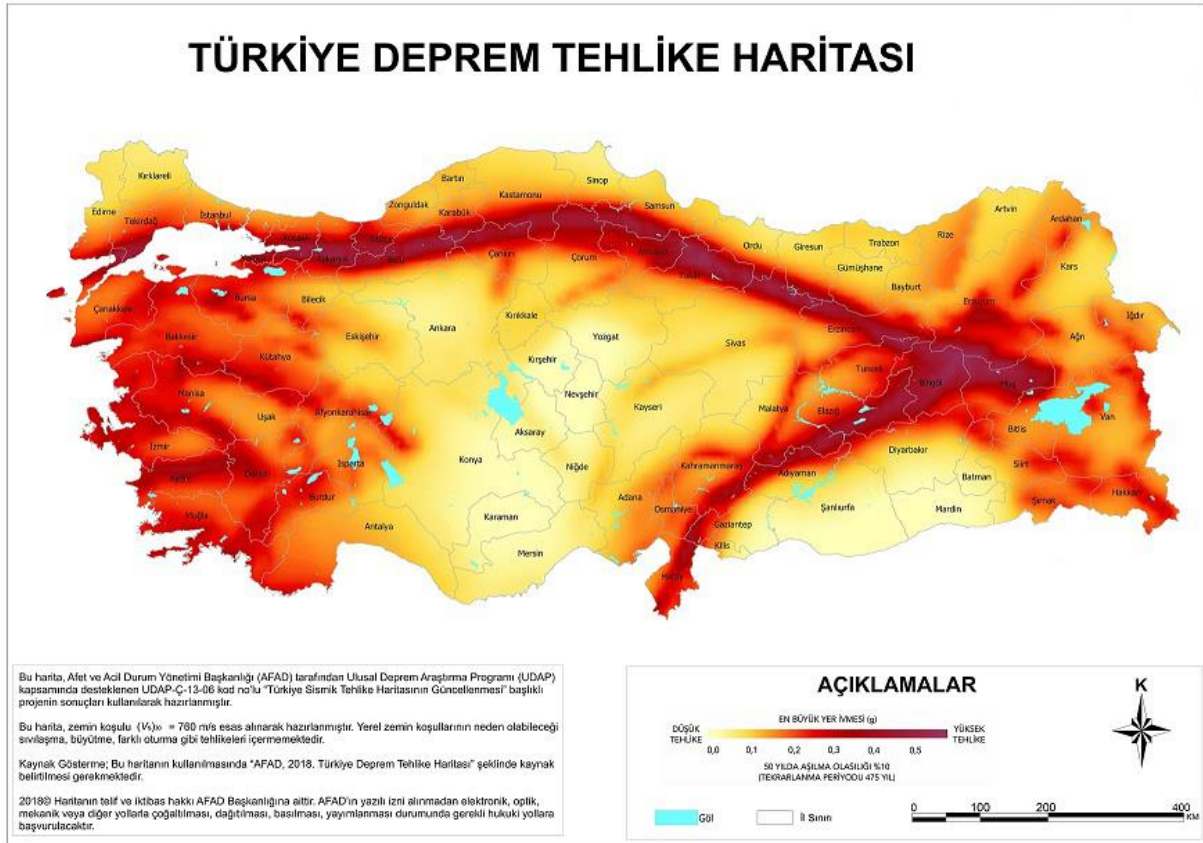 TÜRKİYE DEPREM TEHLİKE HARİTASI
Kırklareli
Edirne
Tekirdağ
İstanbul
Kocaeli
Yalova
Sakarya
Düzce
Bolu
Zonguldak
Bartın
Karabük
Kastamonu
Sinop
Samsun
Çankırı
Çorum
Amasya
Tokat
Ordu
Giresun
Trabzon
Rize
Artvin
Ardahan
Gümüşhane
Bayburt
Kars
Iğdır
Erzurum
Ağrı
Erzincan
Çanakkale
Bursa
Bilecik
Balıkesir
Kütahya
Eskişehir
Ankara
Kırıkkale
Yozgat
Sivas
Kırşehir
Nevşehir
Kayseri
Tunceli
Bingöl
Muş
Manisa
Uşak
Afyonkarahisar
Aksaray
Malatya
Elazığ
Bitlis
Van
İzmir
Aydın
Denizli
Isparta
Burdur
Konya
Niğde
Kahramanmaraş
Adıyaman
Diyarbakır
Batman
Siirt
Şırnak
Hakkari
Muğla
Antalya
Karaman
Mersin
Adana
Osmaniye
Gaziantep
Kilis
Hatay
Şanlıurfa
Mardin
Bu harita, Afet ve Acil Durum Yönetimi Başkanlığı (AFAD) tarafından Ulusal Deprem Araştırma Programı (UDAP)
kapsamında desteklenen UDAP-Ç-13-06 kod no'lu "Türkiye Sismik Tehlike Haritasının Güncellenmesi" başlıklı
projenin sonuçları kullanılarak hazırlanmıştır.
Bu harita, zemin koşulu (Vs)30 = 760 m/s esas alınarak hazırlanmıştır. Yerel zemin koşullarının neden olabileceği
sıvılaşma, büyütme, farklı oturma gibi tehlikeleri içermemektedir.
Kaynak Gösterme; Bu haritanın kullanılmasında "AFAD, 2018. Türkiye Deprem Tehlike Haritası" şeklinde kaynak
belirtilmesi gerekmektedir.
2018© Haritanın telif ve iktibas hakkı AFAD Başkanlığına aittir. AFAD'ın yazılı izni alınmadan elektronik, optik,
mekanik veya diğer yollarla çoğaltılması, dağıtılması, basılması, yayımlanması durumunda gerekli hukuki yollara
başvurulacaktır.
AÇIKLAMALAR
EN BÜYÜK YER İVMESİ (g)
DÜŞÜK
TEHLİKE
YÜKSEK
TEHLİKE
0,0 0,1 0,2 0,3 0,4 0,5
50 YILDA AŞILMA OLASILIĞI %10
(TEKRARLANMA PERİYODU 475 YIL)
Göl
İl Sınırı
K
0 100 200 400
KM